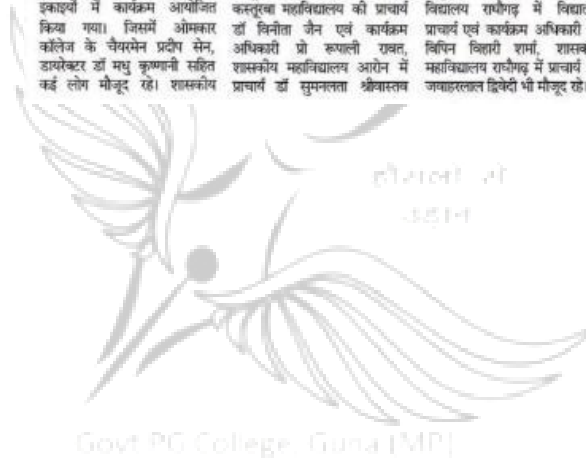 इकाइयों में कार्यक्रम आयोजित
किया गया। जिसमें ओमकार
कॉलेज के चैयरमेन प्रदीप सेन,
डायरेक्टर डॉ मधु कृष्णानी सहित
कई लोग मौजूद रहे। शासकीय
कस्तूरबा महाविद्यालय की प्राचार्य
डॉ विनीता जैन एवं कार्यक्रम
अधिकारी प्रो रूपाली रावत,
शासकीय महाविद्यालय आरोन में
प्राचार्य डॉ सुमनलता श्रीवास्तव
विद्यालय राघौगढ़ में विद्या
प्राचार्य एवं कार्यक्रम अधिकारी
विपिन विहारी शर्मा, शासक
महाविद्यालय राघौगढ़ में प्राचार्य
जवाहरलाल द्विवेदी भी मौजूद रहे।
हौसलों से
उड़ान
Govt PG College, Guna (MP)